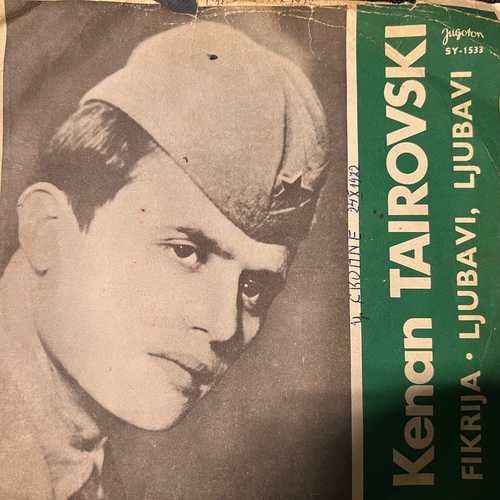 Jugoton
SY-1533
Kenan TAIROVSKI
FIKRIJA • LJUBAVI, LJUBAVI